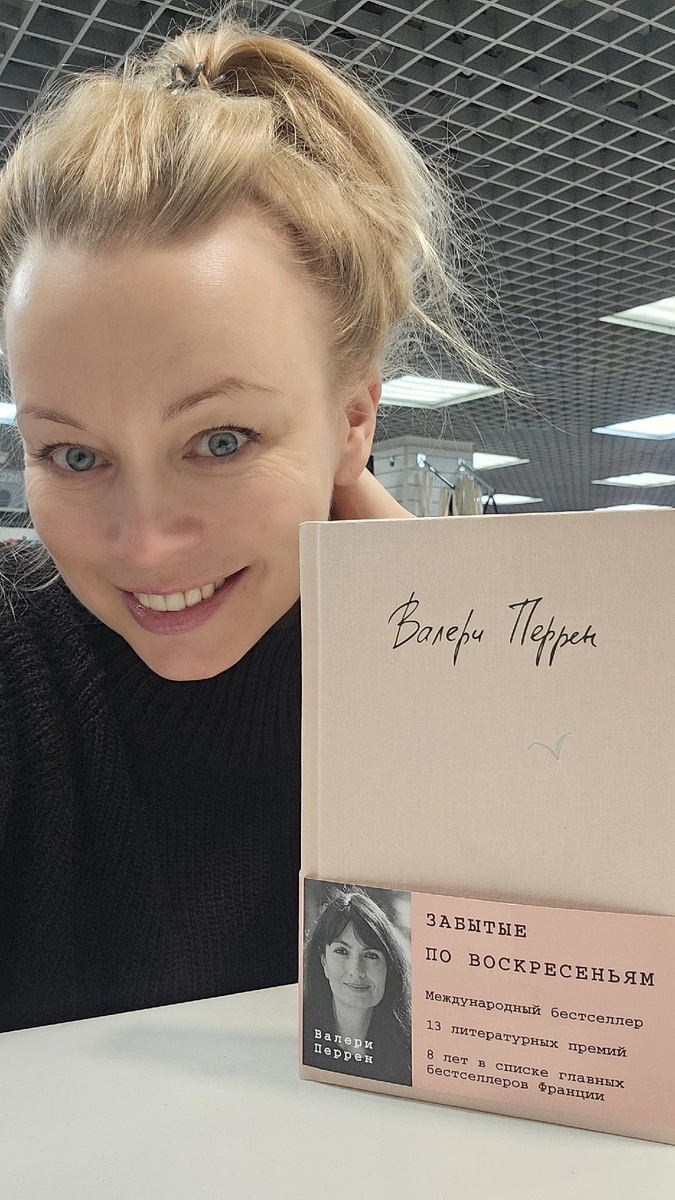 Валери Перрен
ЗАБЫТЫЕ
ПО ВОСКРЕСЕНЬЯМ
Международный бестселлер
13 литературных премий
8 лет в списке главных
бестселлеров Франции
Валери
Перрен